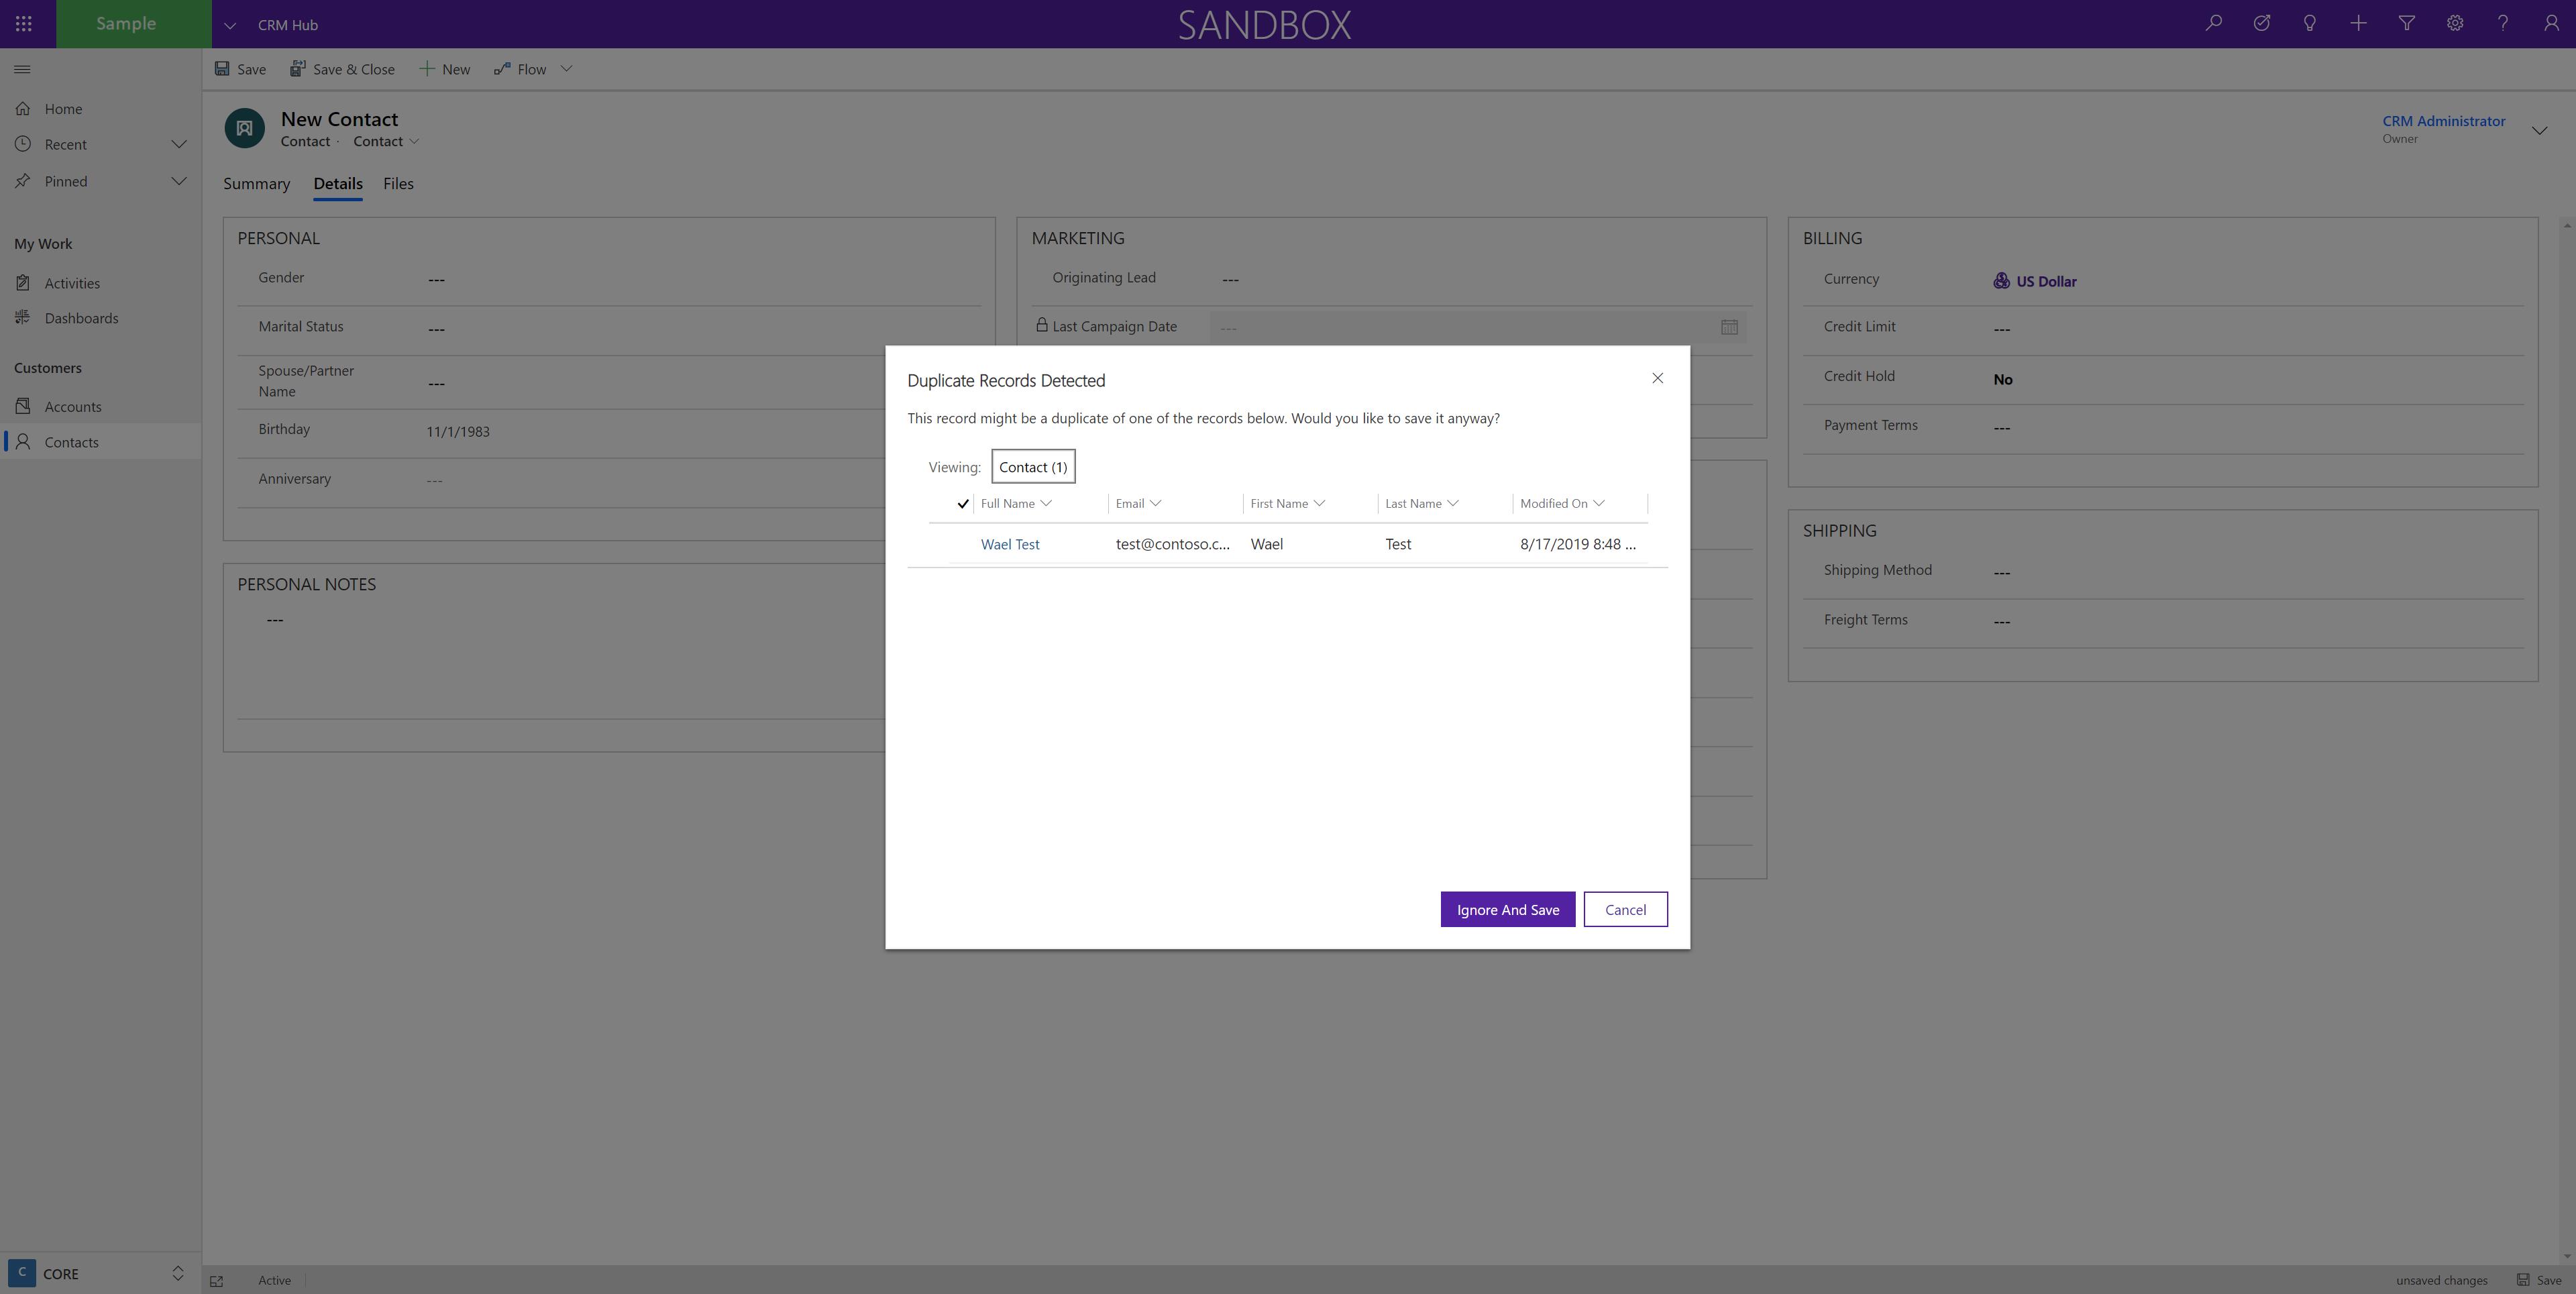 Sample
CRM Hub
SANDBOX
Save
Save & Close
New
Flow
Home
Recent
Pinned
My Work
Activities
Dashboards
Customers
Accounts
Contacts
C
CORE
New Contact
Contact · Contact
CRM Administrator
Owner
Summary
Details
Files
PERSONAL
Gender
---
Marital Status
---
Spouse/Partner
Name
---
Birthday
11/1/1983
Anniversary
---
PERSONAL NOTES
---
MARKETING
Originating Lead
---
Last Campaign Date
---
BILLING
Currency
US Dollar
Credit Limit
---
Credit Hold
No
Payment Terms
---
SHIPPING
Shipping Method
---
Freight Terms
---
Duplicate Records Detected
This record might be a duplicate of one of the records below. Would you like to save it anyway?
Viewing: Contact (1)
Full Name Email First Name Last Name Modified On
Wael Test test@contoso.c... Wael Test 8/17/2019 8:48 ...
Ignore And Save
Cancel
Active
unsaved changes
Save